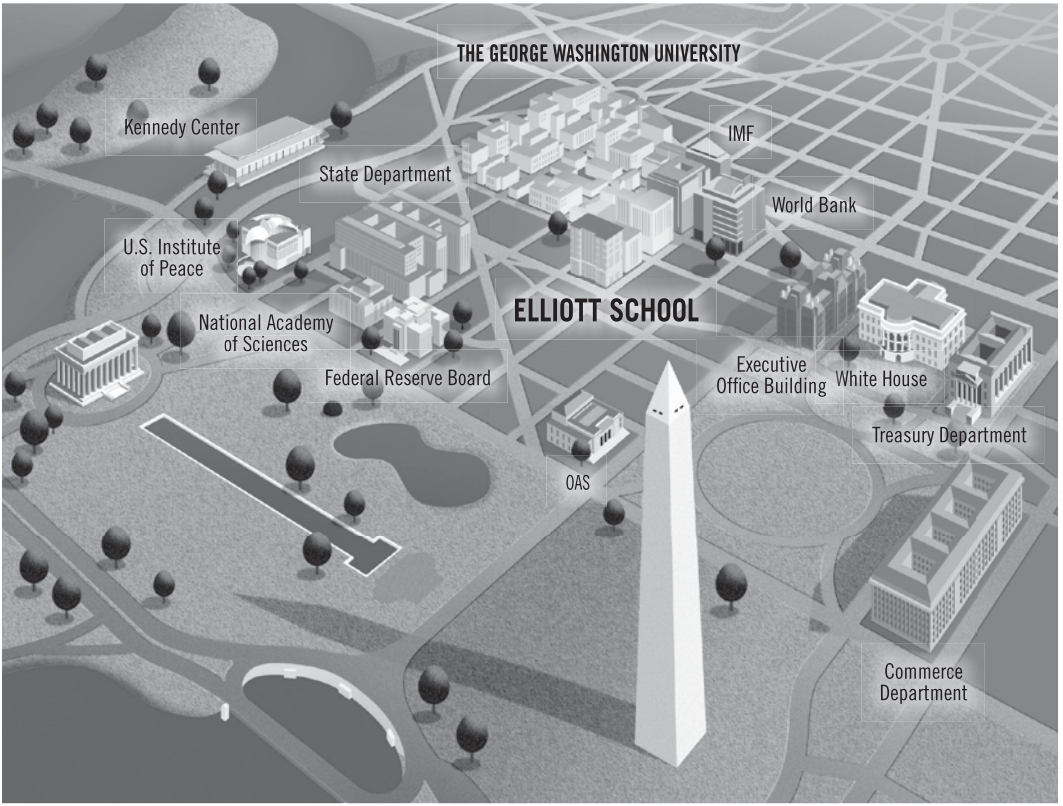 THE GEORGE WASHINGTON UNIVERSITY
Kennedy Center
IMF
State Department
World Bank
U.S. Institute
of Peace
ELLIOTT SCHOOL
National Academy
of Sciences
Federal Reserve Board
Executive
Office Building
White House
Treasury Department
OAS
Commerce
Department